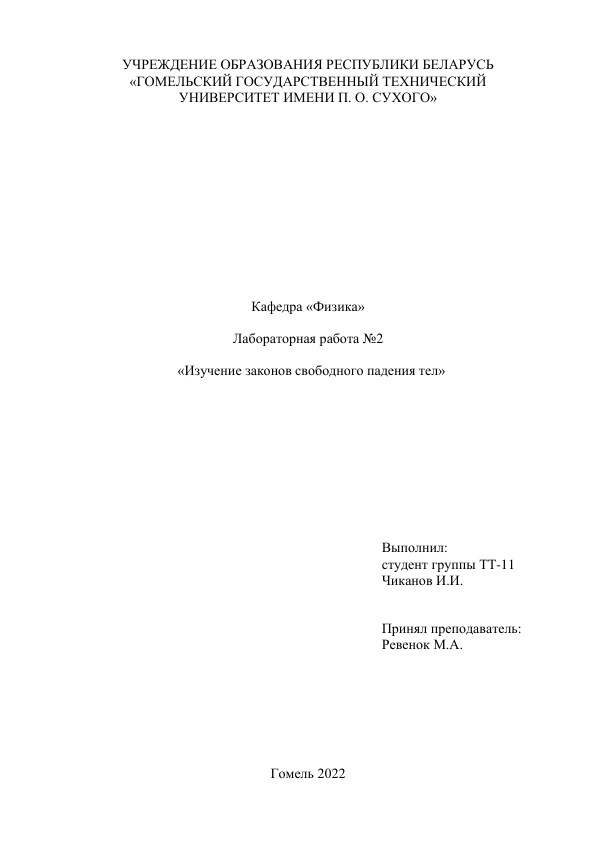 УЧРЕЖДЕНИЕ ОБРАЗОВАНИЯ РЕСПУБЛИКИ БЕЛАРУСЬ
«ГОМЕЛЬСКИЙ ГОСУДАРСТВЕННЫЙ ТЕХНИЧЕСКИЙ
УНИВЕРСИТЕТ ИМЕНИ П. О. СУХОГО»
Кафедра «Физика»
Лабораторная работа №2
«Изучение законов свободного падения тел»
Выполнил:
студент группы ТТ-11
Чиканов И.И.
Принял преподаватель:
Ревенок М.А.
Гомель 2022